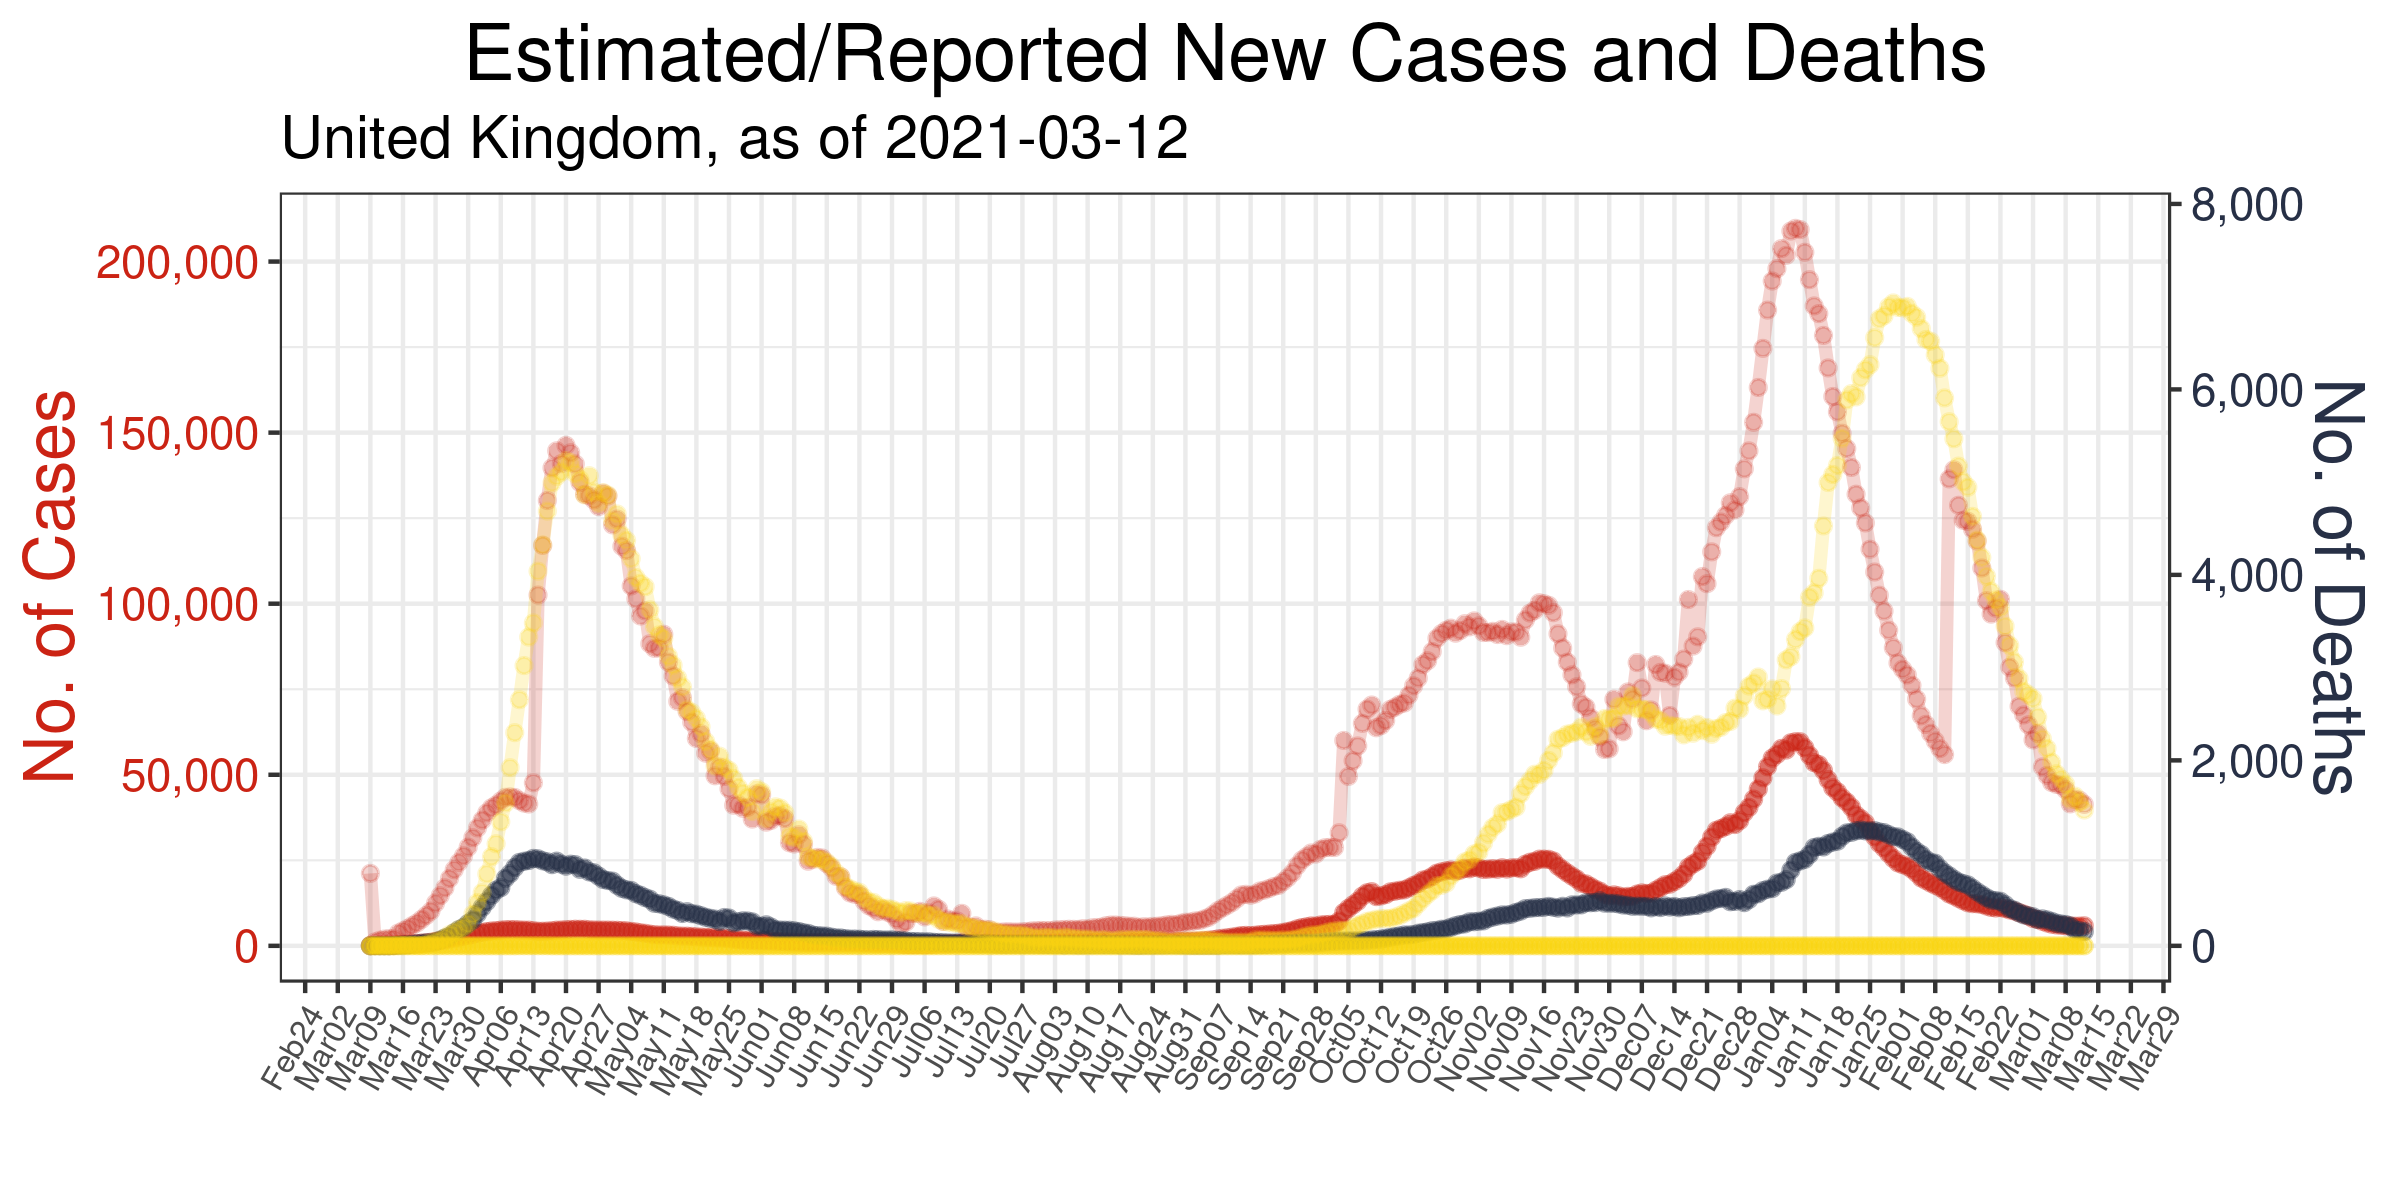 Estimated/Reported New Cases and Deaths
United Kingdom, as of 2021-03-12
No. of Cases
200,000
150,000
100,000
50,000
0
8,000
6,000
4,000
2,000
0
No. of Deaths
Feb24
Mar02
Mar09
Mar16
Mar23
Mar30
Apr06
Apr13
Apr20
Apr27
May04
May11
May18
May25
Jun01
Jun08
Jun15
Jun22
Jun29
Jul06
Jul13
Jul20
Jul27
Aug03
Aug10
Aug17
Aug24
Aug31
Sep07
Sep14
Sep21
Sep28
Oct05
Oct12
Oct19
Oct26
Nov02
Nov09
Nov16
Nov23
Nov30
Dec07
Dec14
Dec21
Dec28
Jan04
Jan11
Jan18
Jan25
Feb01
Feb08
Feb15
Feb22
Mar01
Mar08
Mar15
Mar22
Mar29